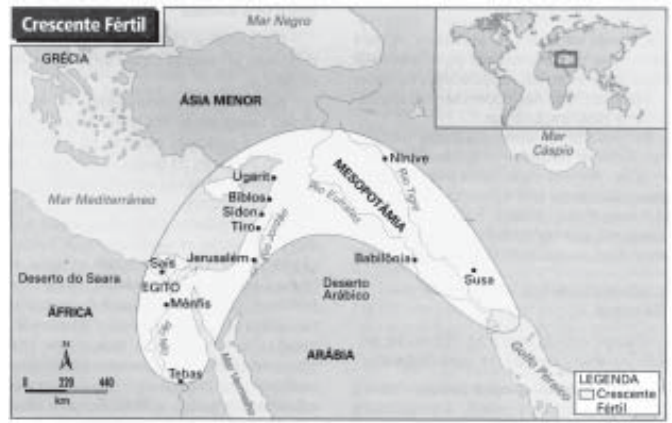 Crescente Fértil
Mar Negro
GRÉCIA
ÁSIA MENOR
Mar Cáspio
Nínive
MESOPOTÂMIA
Rio Tigre
Rio Eufrates
Ugarit
Biblos
Sidon
Tiro
Rio Jordão
Mar Mediterrâneo
Jerusalém
Babilônia
Susa
Saís
Deserto do Saara
EGITO
Deserto
Arábico
Mênfis
ÁFRICA
Rio Nilo
ARÁBIA
Golfo Pérsico
Mar Vermelho
Tebas
N
0 220 440
km
LEGENDA
Crescente
Fértil